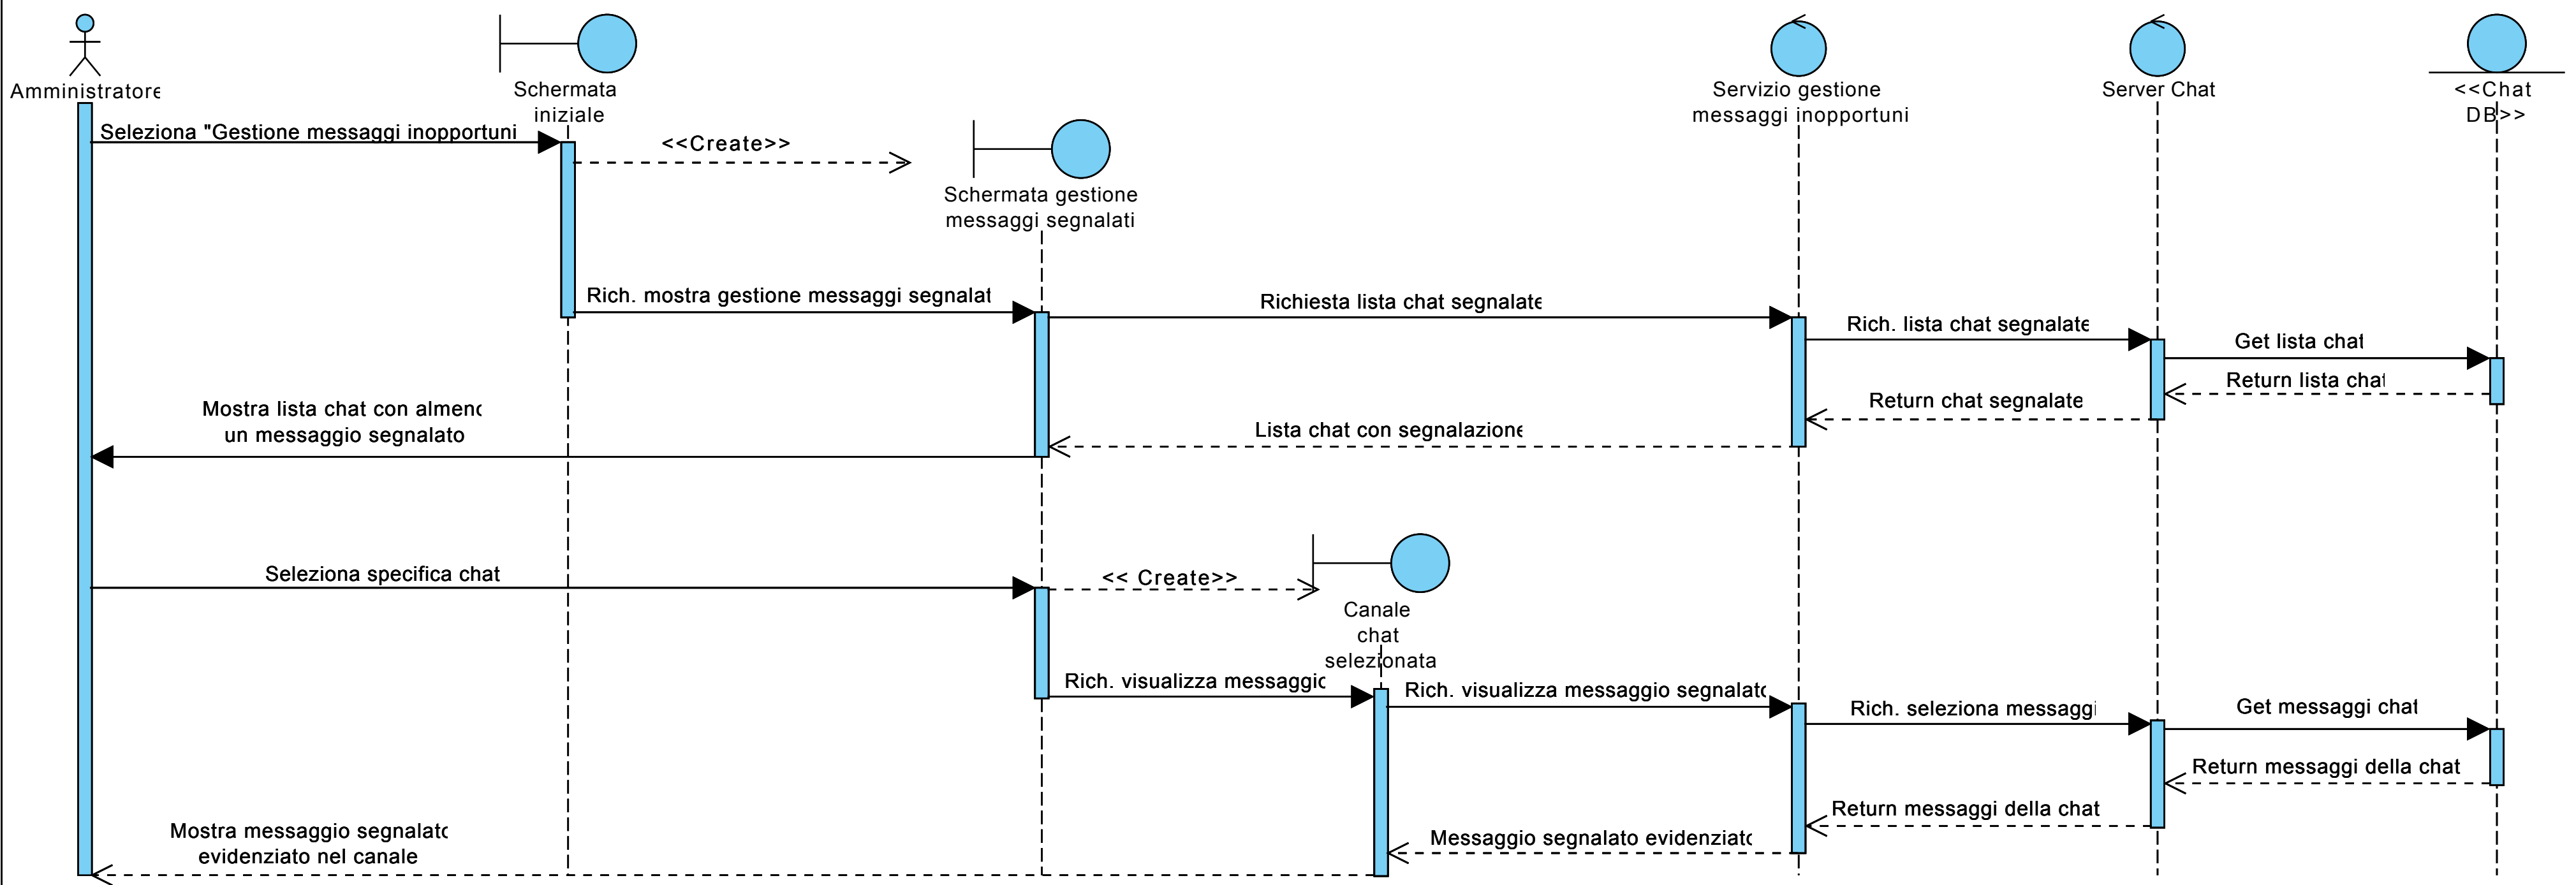 Amministratore
Schermata
iniziale
Servizio gestione
messaggi inopportuni
Server Chat
<<Chat
DB>>
Seleziona "Gestione messaggi inopportuni
<<Create>>
Schermata gestione
messaggi segnalati
Rich. mostra gestione messaggi segnalat
Richiesta lista chat segnalate
Rich. lista chat segnalate
Get lista chat
Return lista chat
Return chat segnalate
Lista chat con segnalazione
Mostra lista chat con almeno
un messaggio segnalato
Seleziona specifica chat
<< Create>>
Canale
chat
selezionata
Rich. visualizza messaggio
Rich. visualizza messaggio segnalato
Rich. seleziona messaggi
Get messaggi chat
Return messaggi della chat
Return messaggi della chat
Messaggio segnalato evidenziato
Mostra messaggio segnalato
evidenziato nel canale